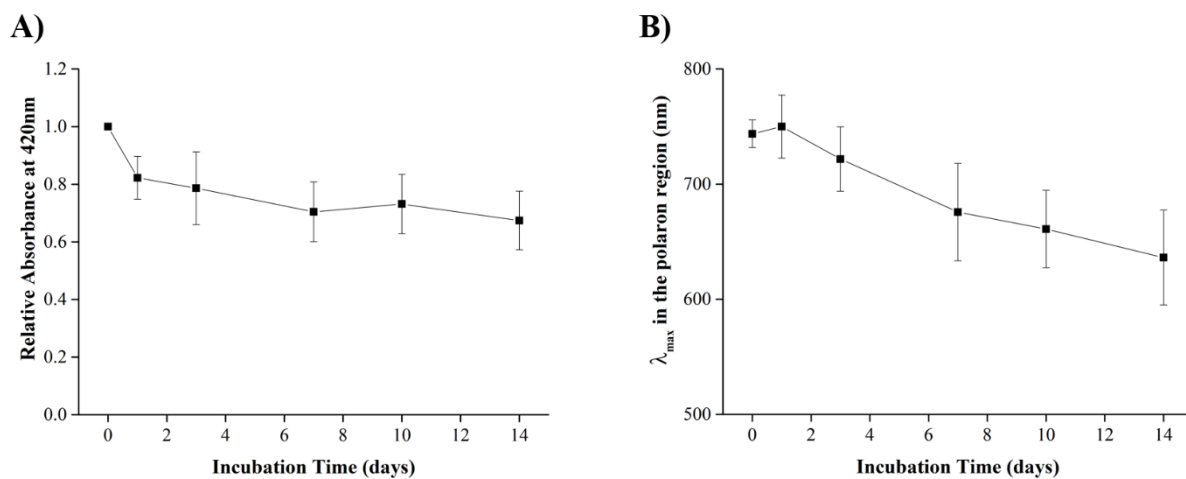 A)
Relative Absorbance at 420nm
1.2
1.0
0.8
0.6
0.4
0.2
0.0
0 2 4 6 8 10 12 14
Incubation Time (days)
B)
λmax in the polaron region (nm)
800
700
600
500
0 2 4 6 8 10 12 14
Incubation Time (days)